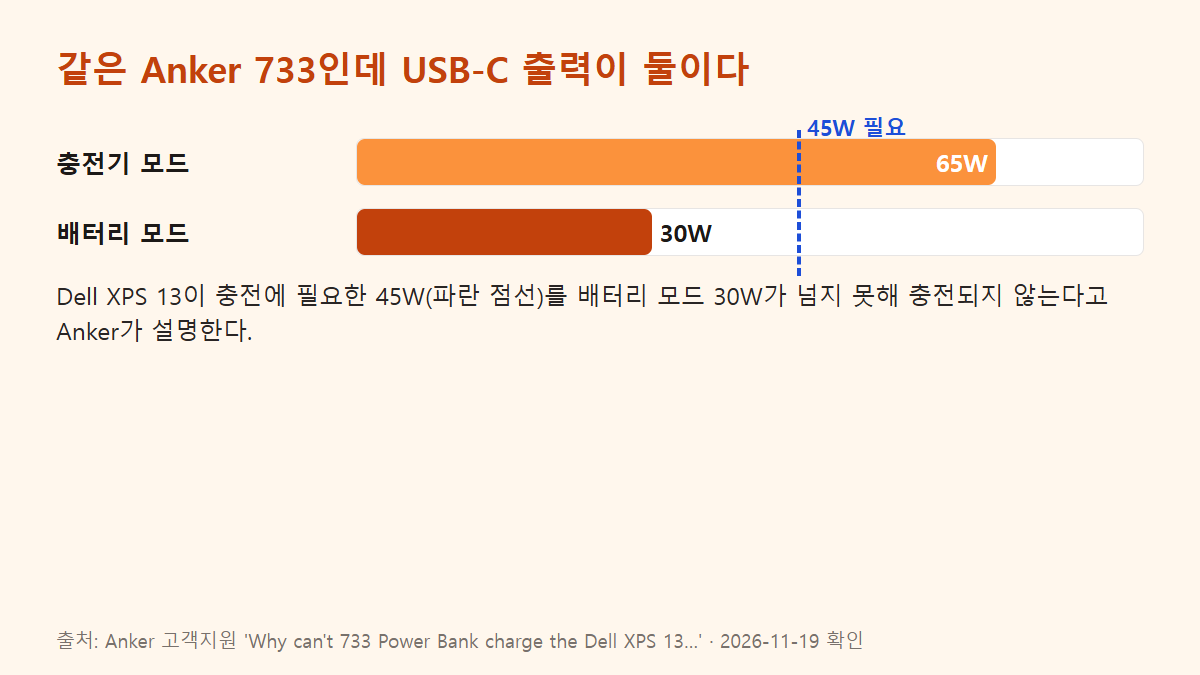 같은 Anker 733인데 USB-C 출력이 둘이다
45W 필요
충전기 모드
65W
배터리 모드
30W
Dell XPS 13이 충전에 필요한 45W(파란 점선)를 배터리 모드 30W가 넘지 못해 충전되지 않는다고
Anker가 설명한다.
출처: Anker 고객지원 'Why can't 733 Power Bank charge the Dell XPS 13...' · 2026-11-19 확인